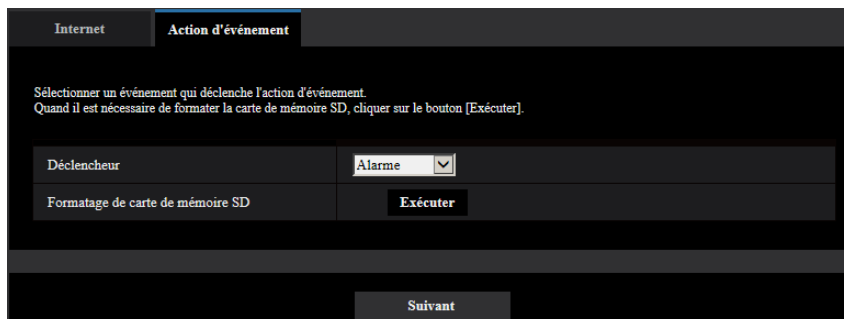 Internet
Action d'événement
Sélectionner un événement qui déclenche l'action d'événement.
Quand il est nécessaire de formater la carte de mémoire SD, cliquer sur le bouton [Exécuter].
Déclencheur
Alarme
Formatage de carte de mémoire SD
Exécuter
Suivant